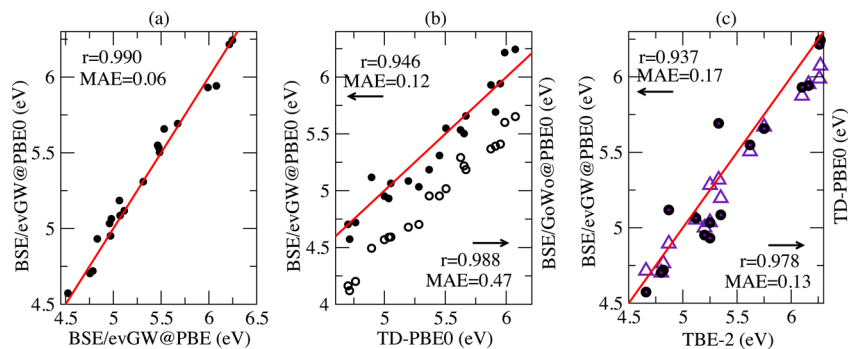 (a)
(b)
(c)
r=0.990
MAE=0.06
6
5.5
5
4.5
4.5
5
5.5
6
6.5
BSE/evGW@PBE0 (eV)
BSE/evGW@PBE (eV)
r=0.946
MAE=0.12
6
5.5
5
4.5
4
5
5.5
6
r=0.988
MAE=0.47
BSE/evGW@PBE0 (eV)
TD-PBE0 (eV)
BSE/GoWo@PBE0 (eV)
r=0.937
MAE=0.17
6
5.5
5
4.5
4.5
5
5.5
6
r=0.978
MAE=0.13
BSE/evGW@PBE0 (eV)
TBE-2 (eV)
TD-PBE0 (eV)